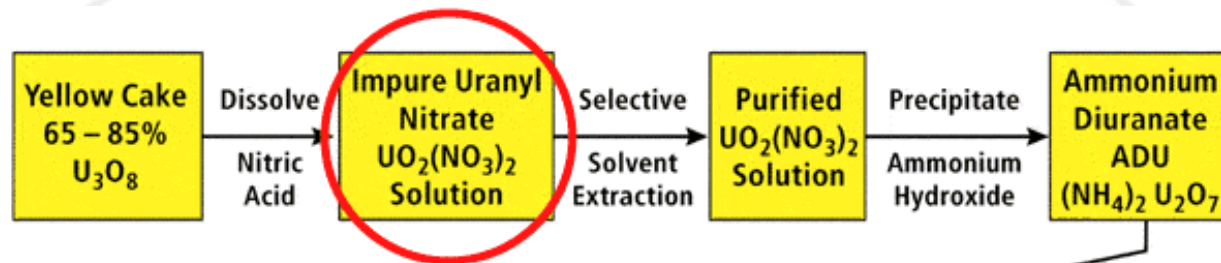 Yellow Cake
65 – 85%
U₃O₈
Dissolve
Nitric
Acid
Impure Uranyl
Nitrate
UO₂(NO₃)₂
Solution
Selective
Solvent
Extraction
Purified
UO₂(NO₃)₂
Solution
Precipitate
Ammonium
Hydroxide
Ammonium
Diuranate
ADU
(NH₄)₂ U₂O₇